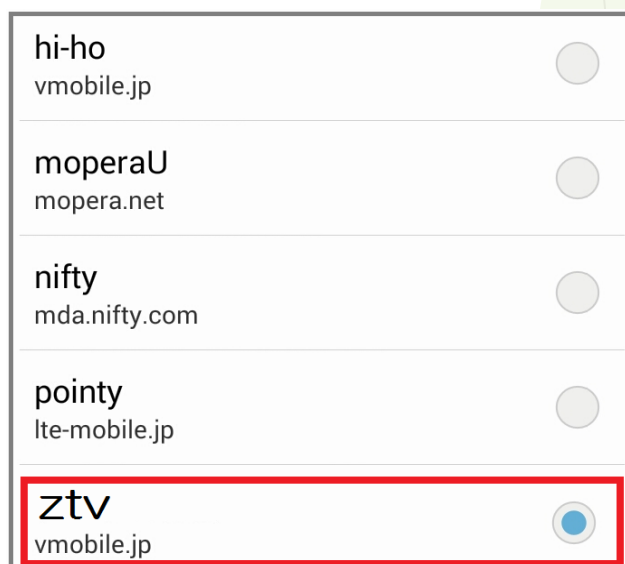 hi-ho
vmobile.jp
moperaU
mopera.net
nifty
mda.nifty.com
pointy
lte-mobile.jp
ztv
vmobile.jp